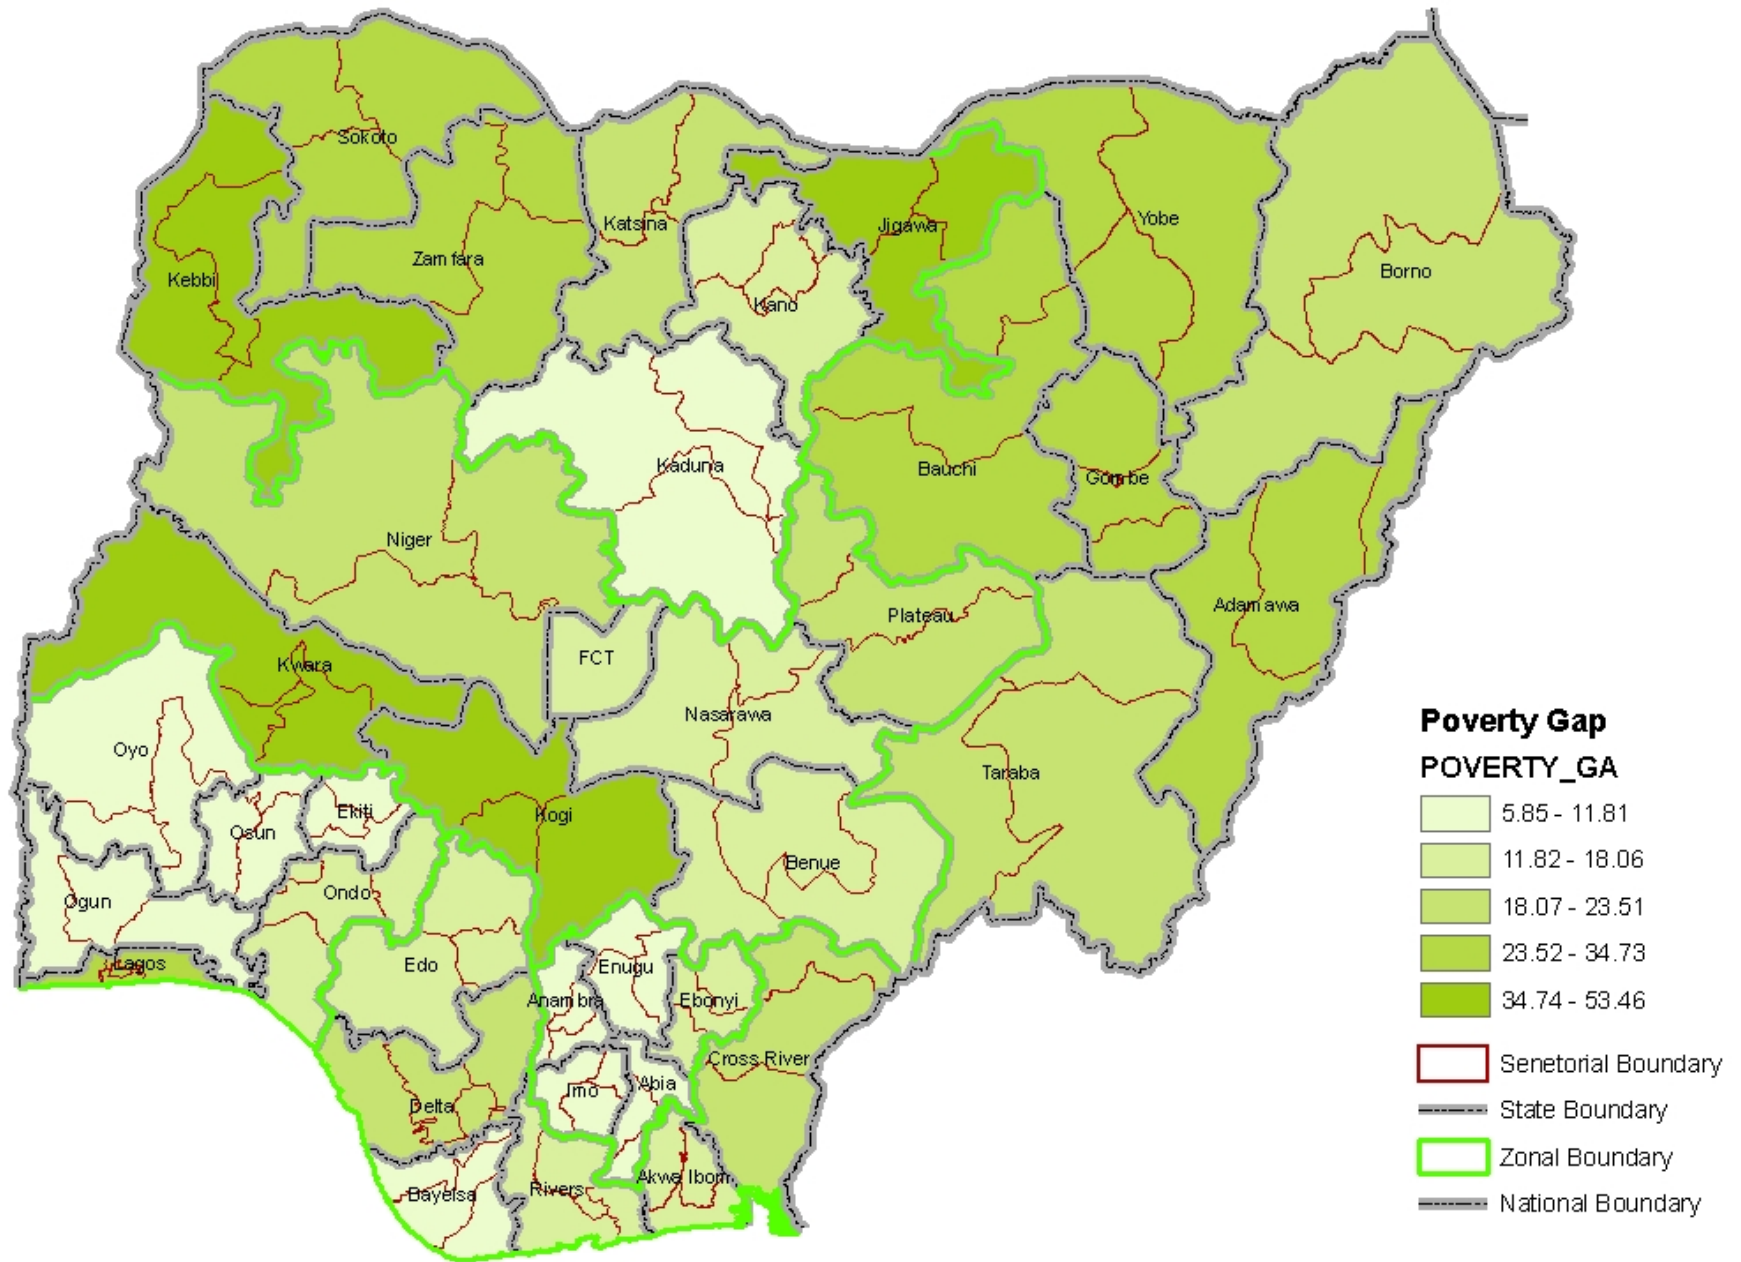 Sokoto
Katsina
Jigawa
Yobe
Zamfara
Borno
Kebbi
Kano
Kaduna
Bauchi
Gombe
Niger
Adamawa
Plateau
FCT
Kwara
Nasarawa
Oyo
Taraba
Ekiti
Kogi
Osun
Benue
Ondo
Ogun
Lagos
Edo
Enugu
Anambra
Ebonyi
Cross River
Imo
Abia
Delta
Akwa Ibom
Rivers
Bayelsa
Poverty Gap
POVERTY_GA
5.85 - 11.81
11.82 - 18.06
18.07 - 23.51
23.52 - 34.73
34.74 - 53.46
Senetorial Boundary
State Boundary
Zonal Boundary
National Boundary